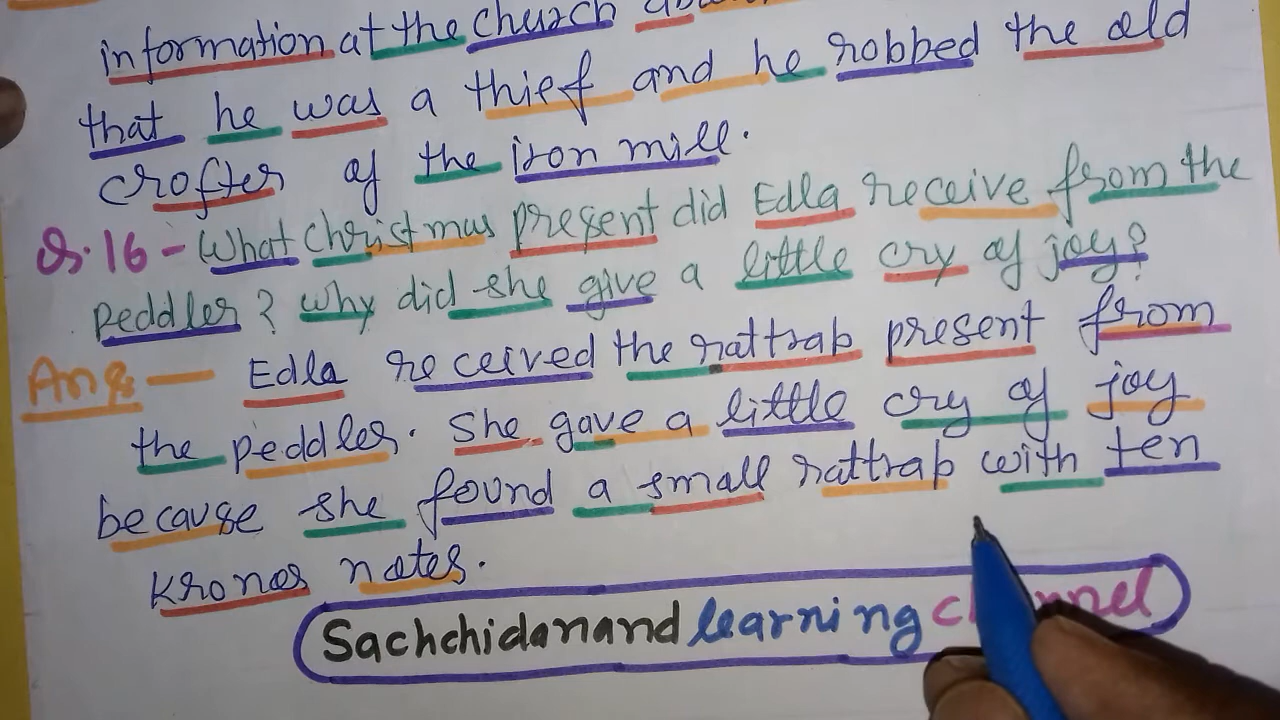 information at the church
that he was a thief and he robbed the old
crofter of the iron mill.
Q.16 - What Christmas present did Edla receive from the
peddler? Why did she give a little cry of joy?
Ans - Edla received the rattrap present from
the peddler. She gave a little cry of joy
because she found a small rattrap with ten
Kronor notes.
Sachchidanand learning channel